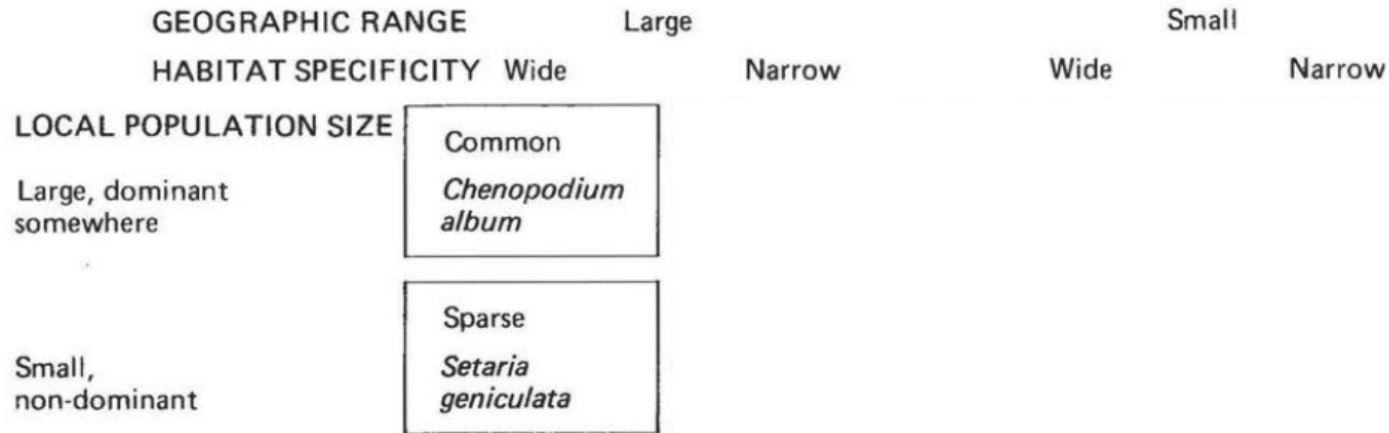 GEOGRAPHIC RANGE Large Small
HABITAT SPECIFICITY Wide Narrow Wide Narrow
LOCAL POPULATION SIZE
Common
Large, dominant
somewhere
Chenopodium
album
Sparse
Small,
non-dominant
Setaria
geniculata